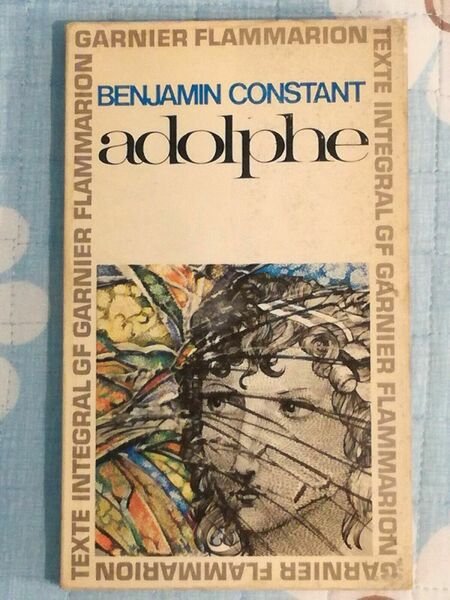 GARNIER FLAMMARION
BENJAMIN CONSTANT
adolphe
TEXTE INTEGRAL GF GARNIER FLAMMARION
TEXTE INTEGRAL GF GARNIER FLAMMARION
GARNIER FLAMMARION